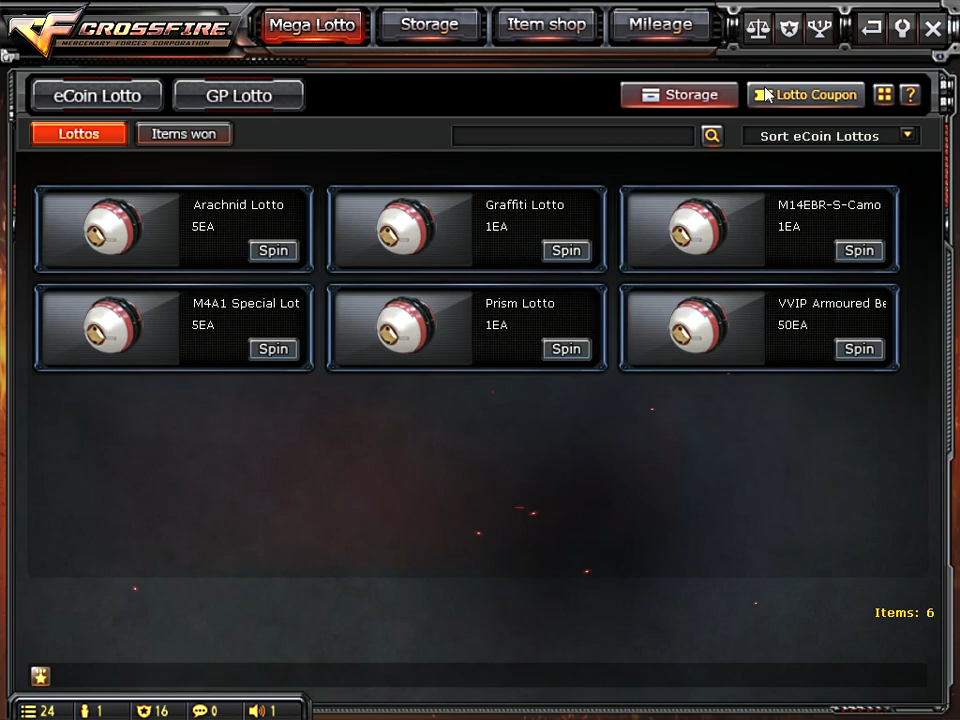 CROSSFIRE
MERCENARY FORCES CORPORATION
Mega Lotto
Storage
Item shop
Mileage
eCoin Lotto
GP Lotto
Storage
Lotto Coupon
?
Lottos
Items won
Sort eCoin Lottos
Arachnid Lotto
5EA
Spin
Graffiti Lotto
1EA
Spin
M14EBR-S-Camo
1EA
Spin
M4A1 Special Lot
5EA
Spin
Prism Lotto
1EA
Spin
VVIP Armoured Be
50EA
Spin
Items: 6
24
1
16
0
1